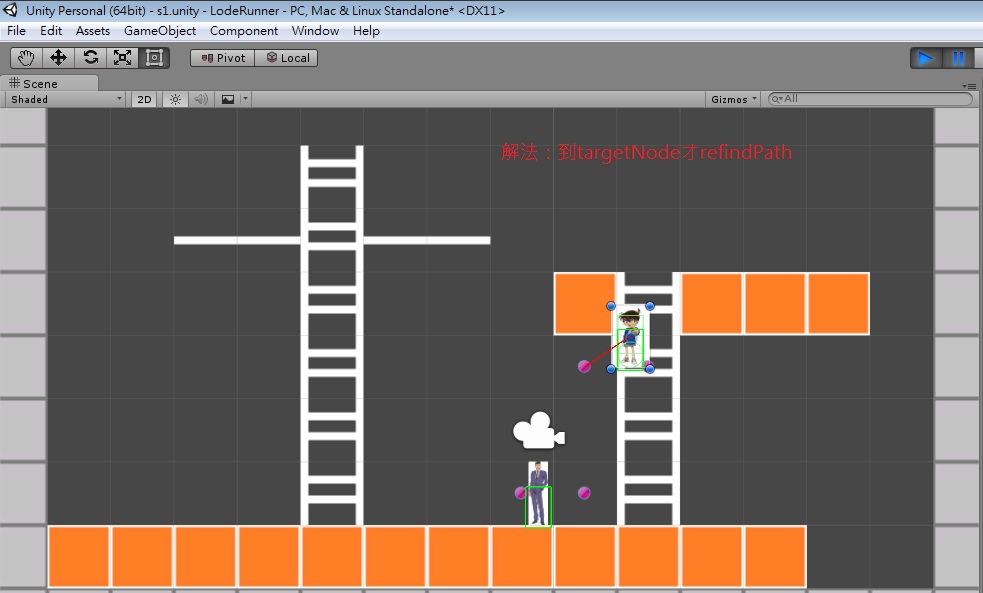 Unity Personal (64bit) - s1.unity - LodeRunner - PC, Mac & Linux Standalone* <DX11>
File Edit Assets GameObject Component Window Help
Pivot Local
Scene
Shaded 2D Gizmos All
解法：到targetNode才refindPath